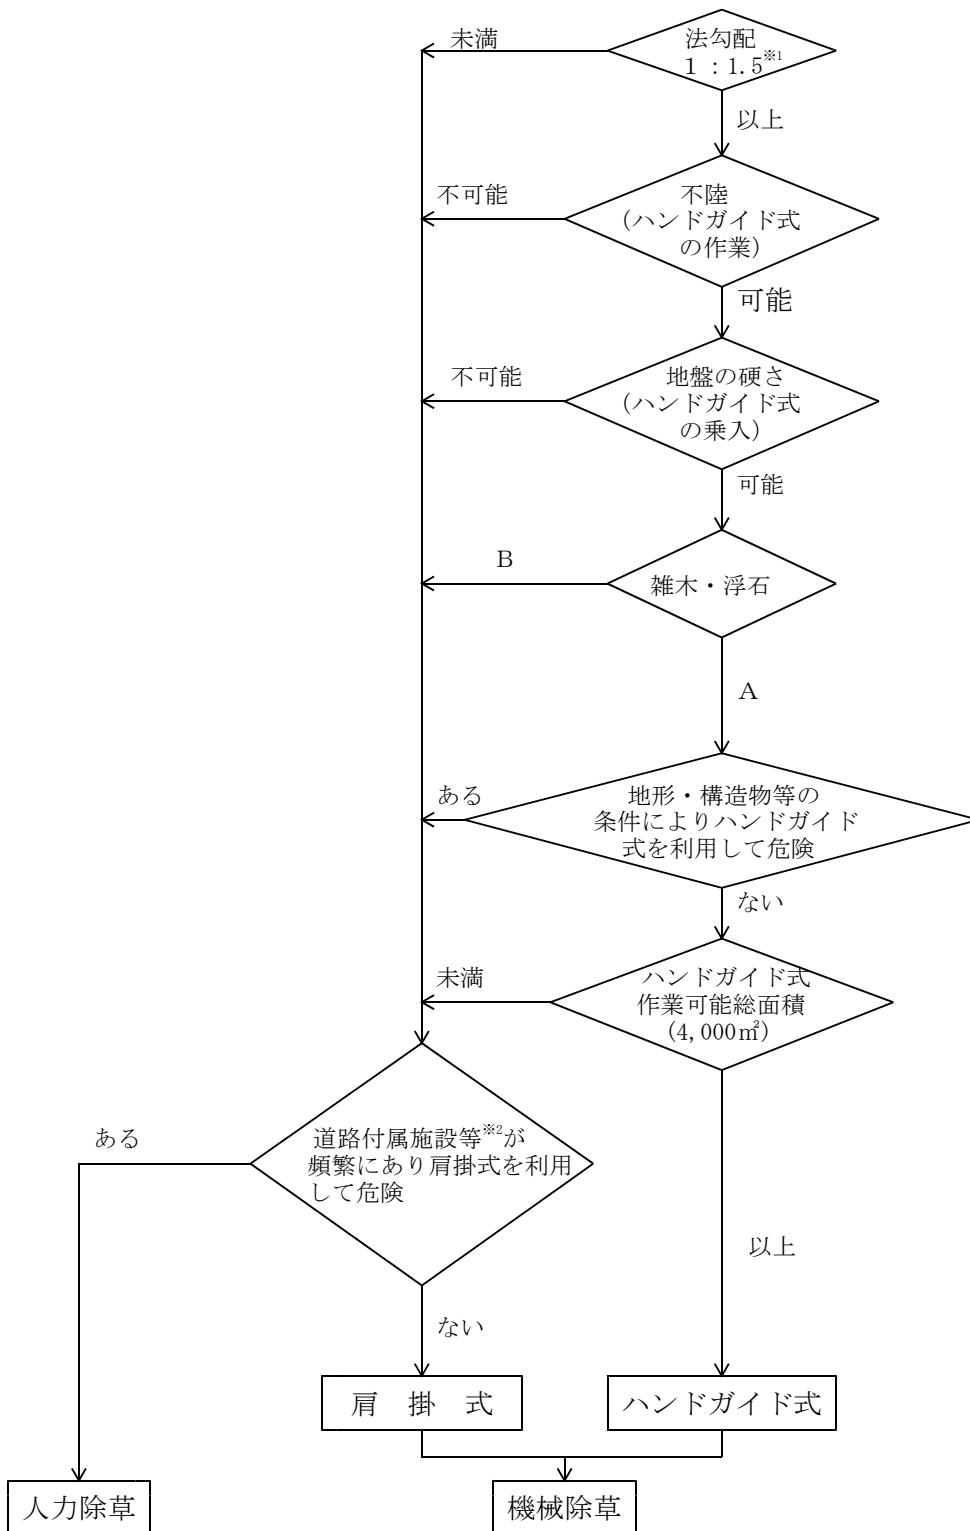 法勾配
１：1.5※1
未満
以上
不陸
（ハンドガイド式
の作業）
不可能
可能
地盤の硬さ
（ハンドガイド式
の乗入）
不可能
可能
雑木・浮石
B
A
地形・構造物等の
条件によりハンドガイド
式を利用して危険
ある
ない
ハンドガイド式
作業可能総面積
（4,000㎡）
未満
以上
道路付属施設等※2が
頻繁にあり肩掛式を利用
して危険
ある
ない
肩　掛　式
ハンドガイド式
人力除草
機械除草